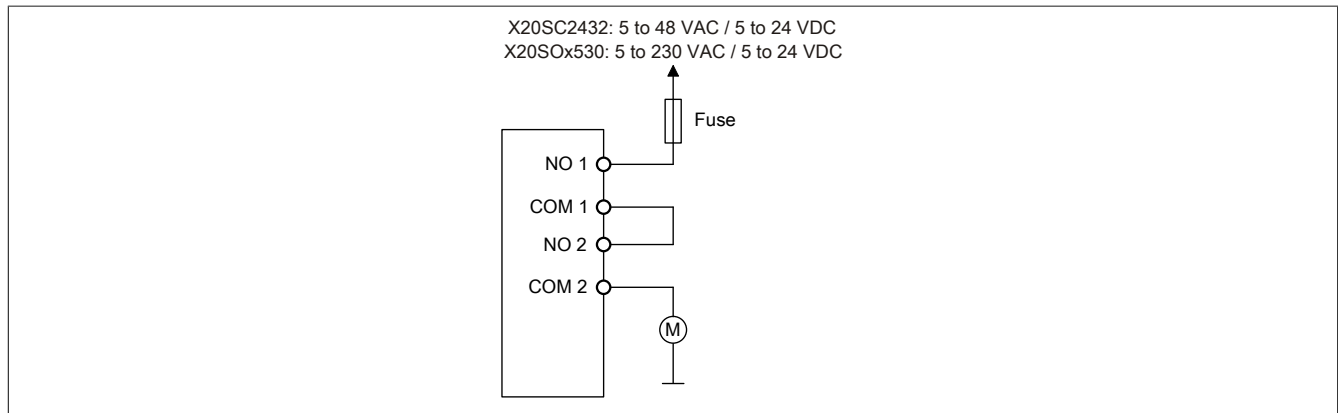 X20SC2432: 5 to 48 VAC / 5 to 24 VDC
X20SOx530: 5 to 230 VAC / 5 to 24 VDC
Fuse
NO 1
COM 1
NO 2
COM 2
M